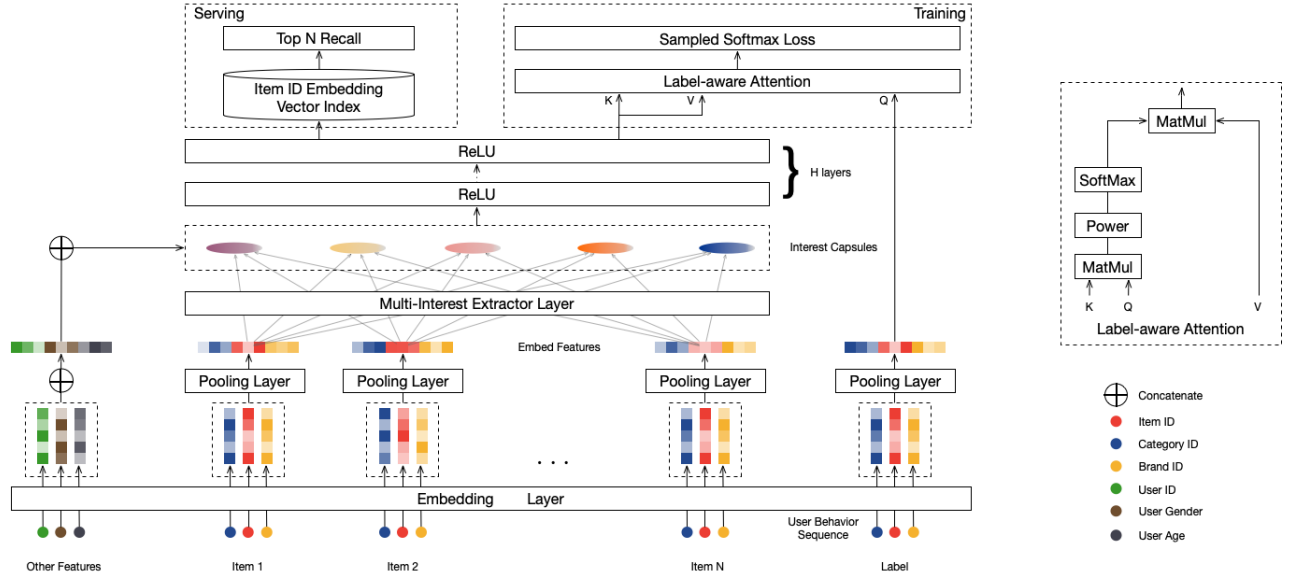 Serving
Training
Top N Recall
Sampled Softmax Loss
Item ID Embedding
Vector Index
Label-aware Attention
K
V
Q
ReLU
H layers
ReLU
Interest Capsules
Multi-Interest Extractor Layer
Embed Features
Pooling Layer
Pooling Layer
Pooling Layer
Pooling Layer
. . .
Embedding Layer
User Behavior
Sequence
Other Features
Item 1
Item 2
Item N
Label
MatMul
SoftMax
Power
MatMul
K
Q
V
Label-aware Attention
Concatenate
Item ID
Category ID
Brand ID
User ID
User Gender
User Age